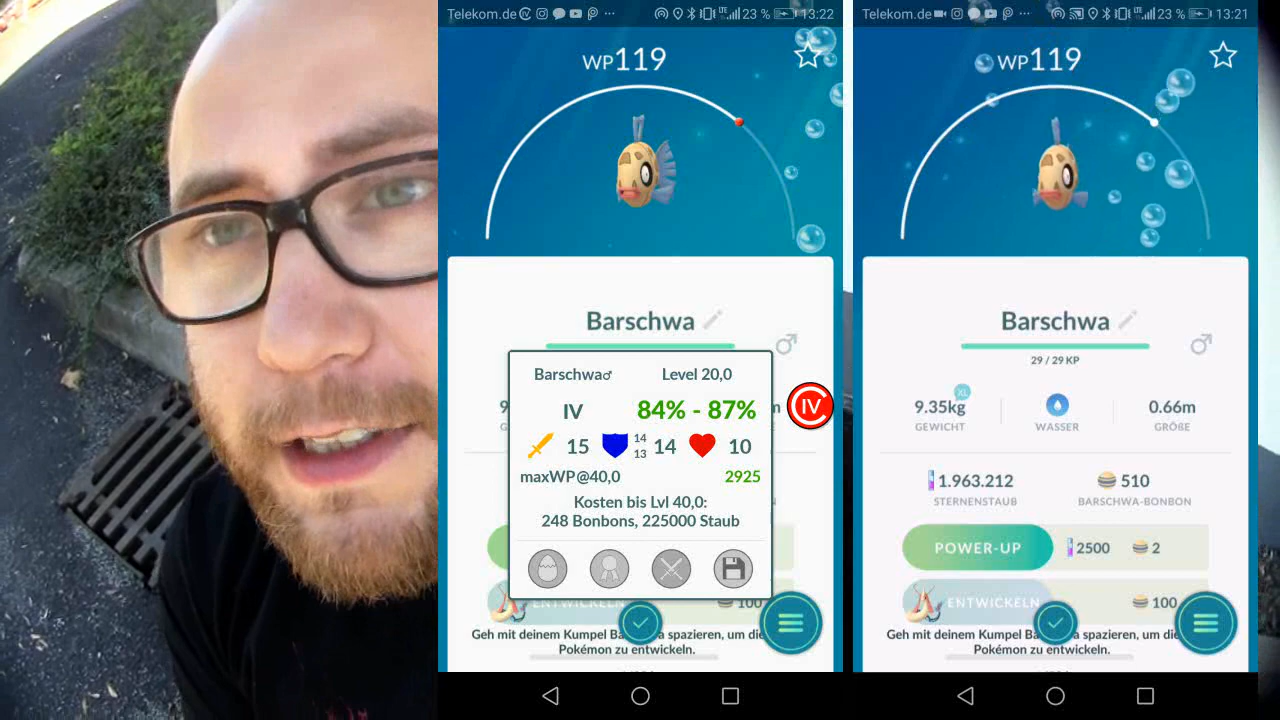 Telekom.de 23 % 13:22
WP119
Barschwa
Barschwa♂ Level 20,0
IV 84% - 87%
15 14 13 14 10
maxWP@40,0 2925
Kosten bis Lvl 40,0:
248 Bonbons, 225000 Staub
IV
ENTWICKELN 100
Geh mit deinem Kumpel Ba a spazieren, um die
Pokémon zu entwickeln.
Telekom.de 23 % 13:21
WP119
Barschwa
29 / 29 KP
XL
9.35kg 0.66m
GEWICHT WASSER GRÖßE
1.963.212 510
STERNENSTAUB BARSCHWA-BONBON
POWER-UP 2500 2
ENTWICKELN 100
Geh mit deinem Kumpel Ba a spazieren, um die
Pokémon zu entwickeln.